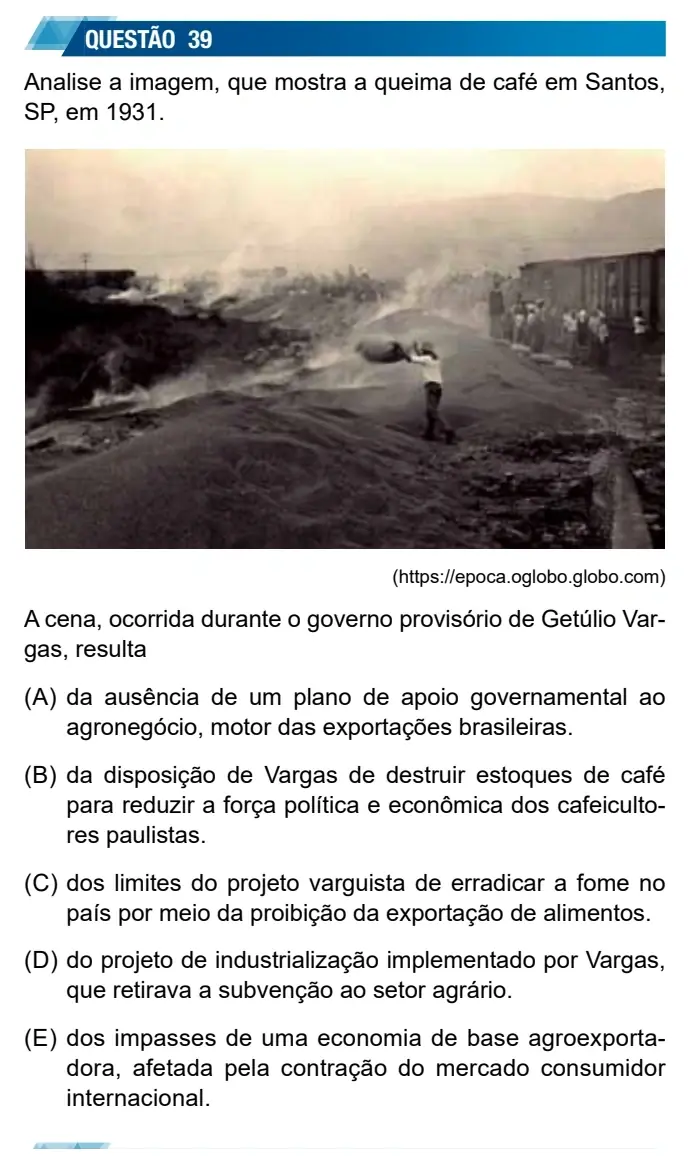 QUESTÃO 39
Analise a imagem, que mostra a queima de café em Santos,
SP, em 1931.
(https://epoca.oglobo.globo.com)
A cena, ocorrida durante o governo provisório de Getúlio Var-
gas, resulta
(A) da ausência de um plano de apoio governamental ao
agronegócio, motor das exportações brasileiras.
(B) da disposição de Vargas de destruir estoques de café
para reduzir a força política e econômica dos cafeiculto-
res paulistas.
(C) dos limites do projeto varguista de erradicar a fome no
país por meio da proibição da exportação de alimentos.
(D) do projeto de industrialização implementado por Vargas,
que retirava a subvenção ao setor agrário.
(E) dos impasses de uma economia de base agroexporta-
dora, afetada pela contração do mercado consumidor
internacional.